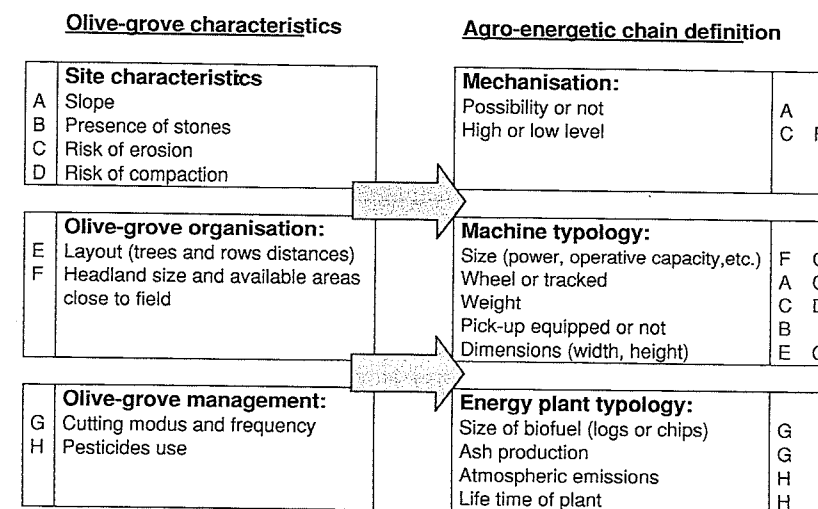 Olive-grove characteristics
Site characteristics
A Slope
B Presence of stones
C Risk of erosion
D Risk of compaction
Olive-grove organisation:
E Layout (trees and rows distances)
F Headland size and available areas
close to field
Olive-grove management:
G Cutting modus and frequency
H Pesticides use
Agro-energetic chain definition
Mechanisation:
Possibility or not A
High or low level C
Machine typology:
Size (power, operative capacity,etc.) F
Wheel or tracked A
Weight C D
Pick-up equipped or not B
Dimensions (width, height) E
Energy plant typology:
Size of biofuel (logs or chips) G
Ash production G
Atmospheric emissions H
Life time of plant H